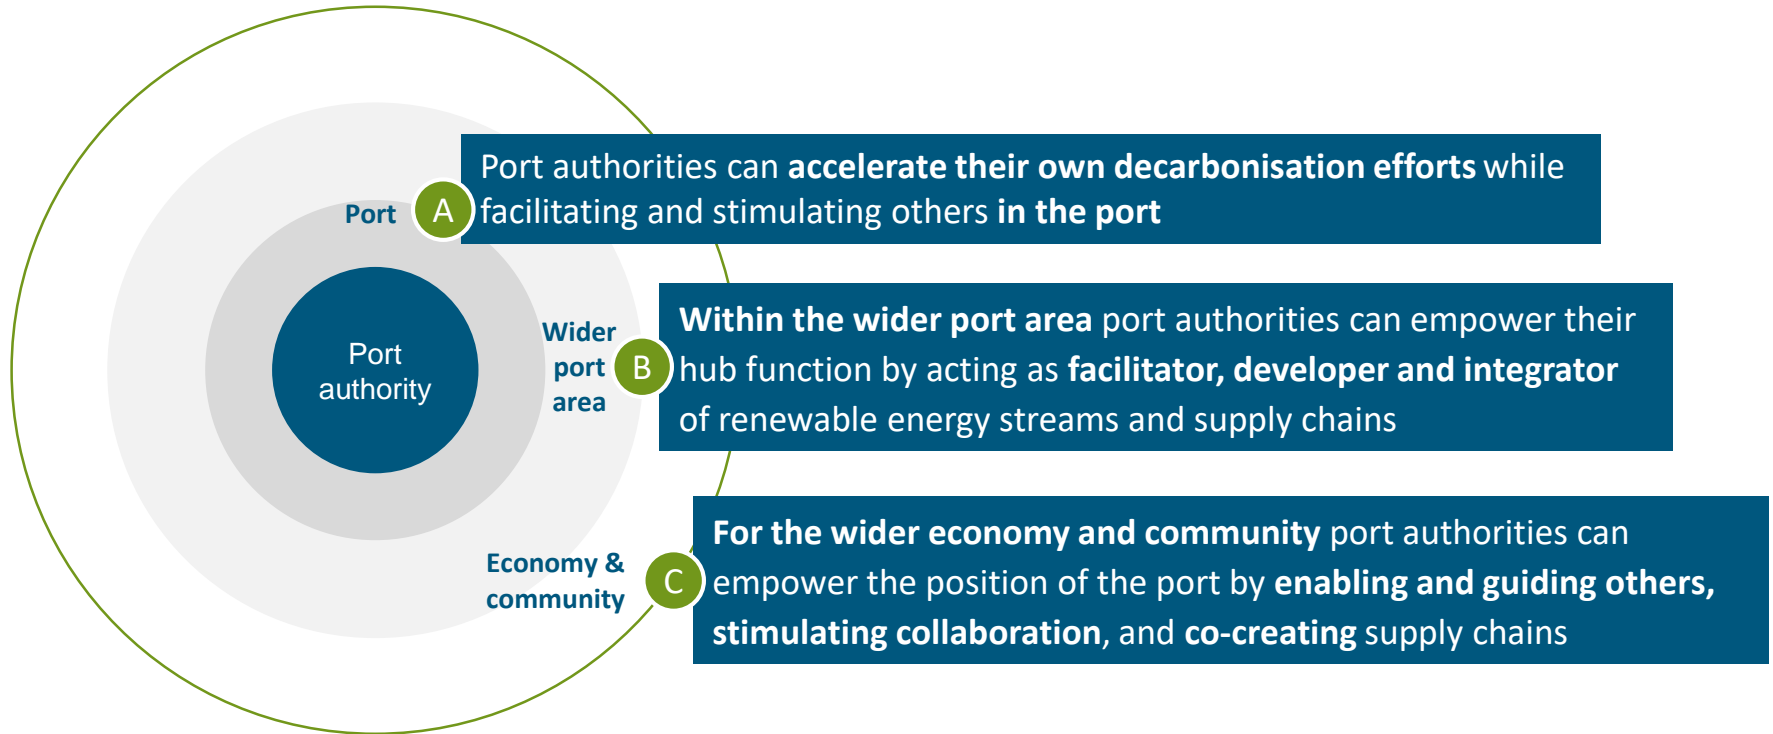 Port authorities can accelerate their own decarbonisation efforts while
Port A facilitating and stimulating others in the port
Port
authority
Wider
port
area
B
Within the wider port area port authorities can empower their
hub function by acting as facilitator, developer and integrator
of renewable energy streams and supply chains
Economy &
community
C
For the wider economy and community port authorities can
empower the position of the port by enabling and guiding others,
stimulating collaboration, and co-creating supply chains